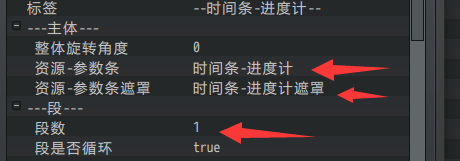 标签 --时间条-进度计--
---主体---
整体旋转角度 0
资源-参数条 时间条-进度计
资源-参数条遮罩 时间条-进度计遮罩
---段---
段数 1
段是否循环 true